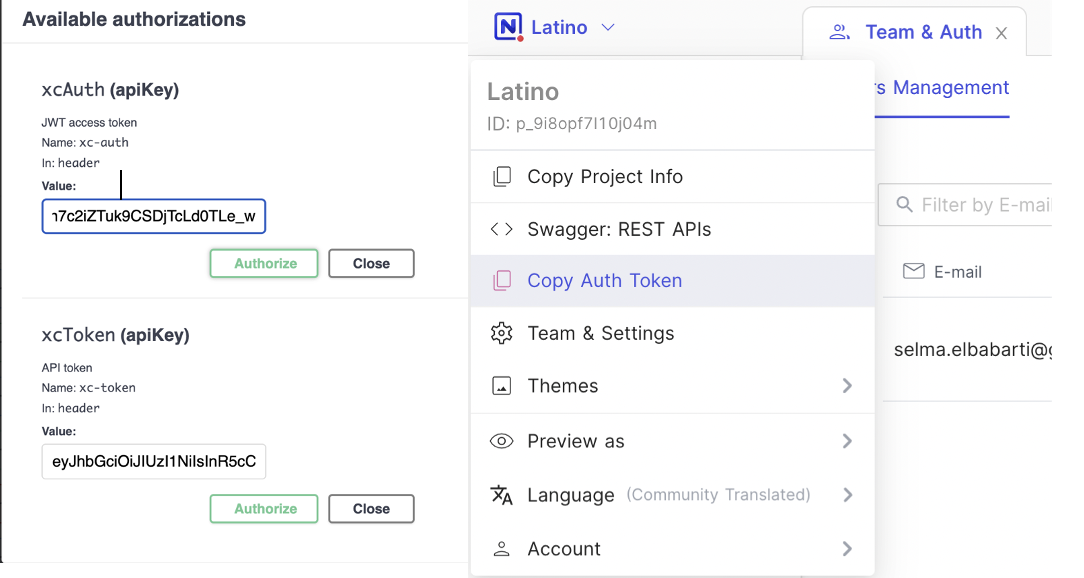 Available authorizations
xcAuth (apiKey)
JWT access token
Name: xc-auth
In: header
Value:
n7c2iZTuk9CSDjTcLd0TLe_w
Authorize Close
xcToken (apiKey)
API token
Name: xc-token
In: header
Value:
eyJhbGciOiJIUzI1NiIsInR5cC
Authorize Close
N Latino
Team & Auth
Latino
ID: p_9i8opf7l10j04m
Copy Project Info
Swagger: REST APIs
Copy Auth Token
Team & Settings
Themes
Preview as
Language (Community Translated)
Account
rs Management
Filter by E-mail
E-mail
selma.elbabarti@g